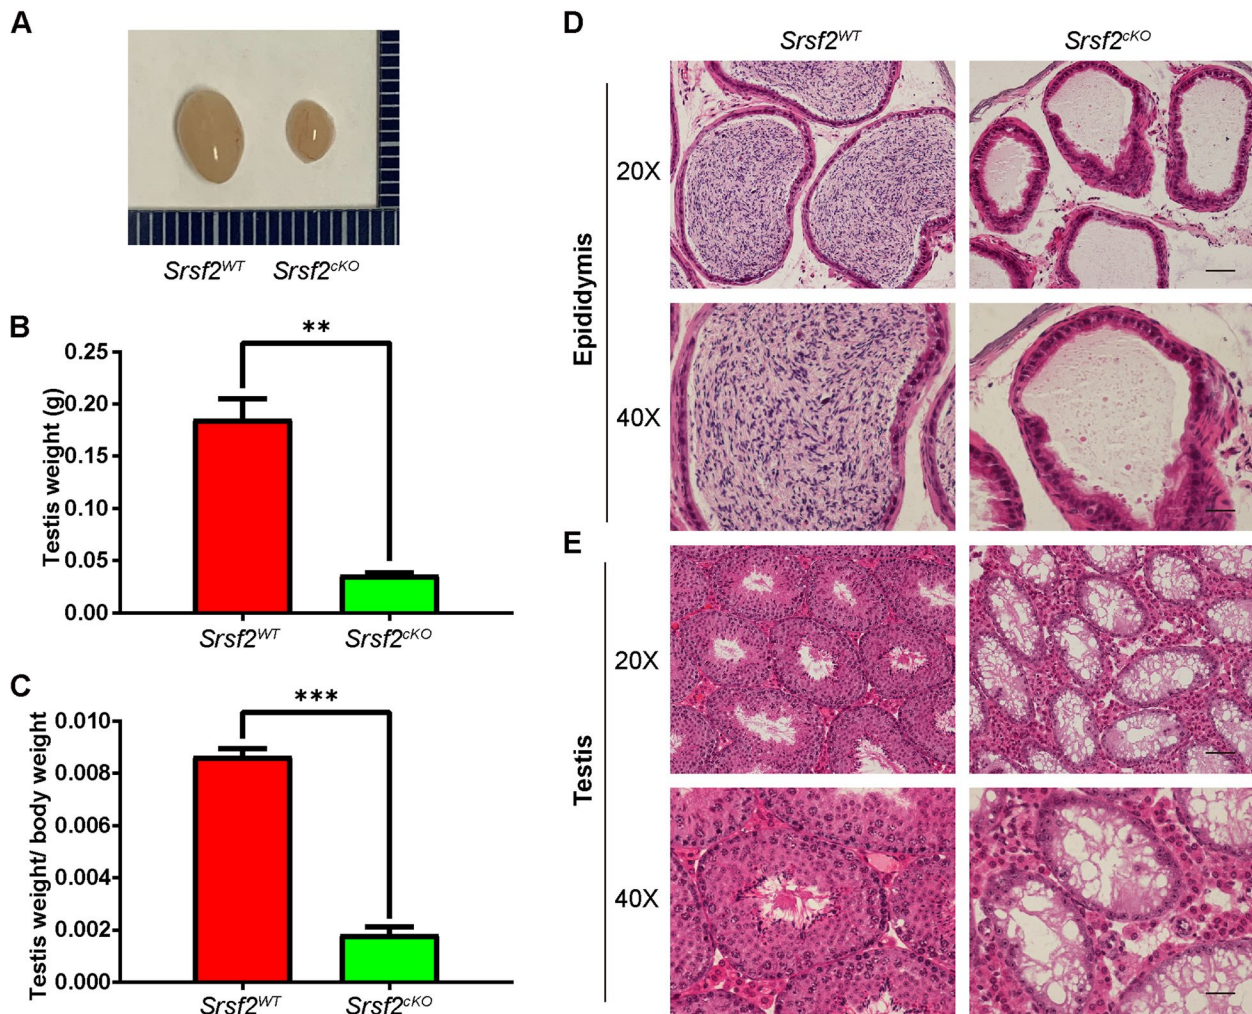 A
Srsf2WT Srsf2cKO
B
**
Testis weight (g)
0.25
0.20
0.15
0.10
0.05
0.00
Srsf2WT Srsf2cKO
C
***
Testis weight/ body weight
0.010
0.008
0.006
0.004
0.002
0.000
Srsf2WT Srsf2cKO
D
Srsf2WT Srsf2cKO
Epididymis
20X
40X
E
Testis
20X
40X